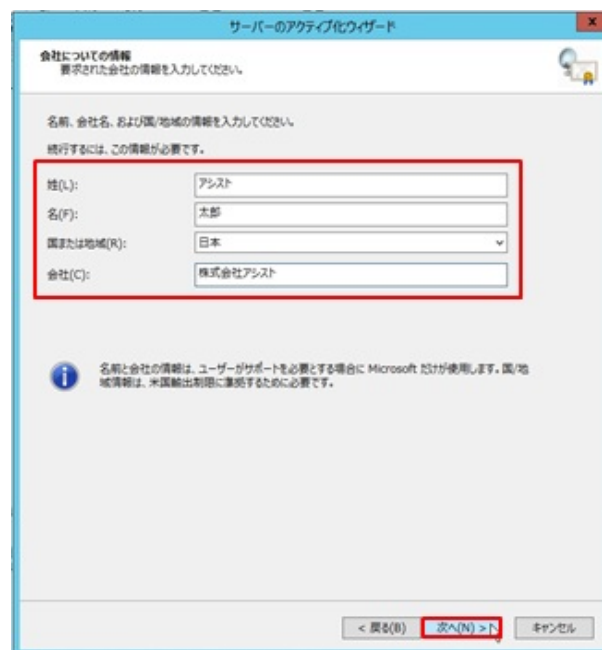 サーバーのアクティブ化ウィザード
x
会社についての情報
要求された会社の情報を入力してください。
名前、会社名、および国/地域の情報を入力してください。
続行するには、この情報が必要です。
姓(L): アシスト
名(F): 太郎
国または地域(R): 日本
会社(C): 株式会社アシスト
名前と会社の情報は、ユーザーがサポートを必要とする場合に Microsoft だけが使用します。国/地
域情報は、米国輸出制限に準拠するために必要です。
< 戻る(B) 次へ(N) > キャンセル